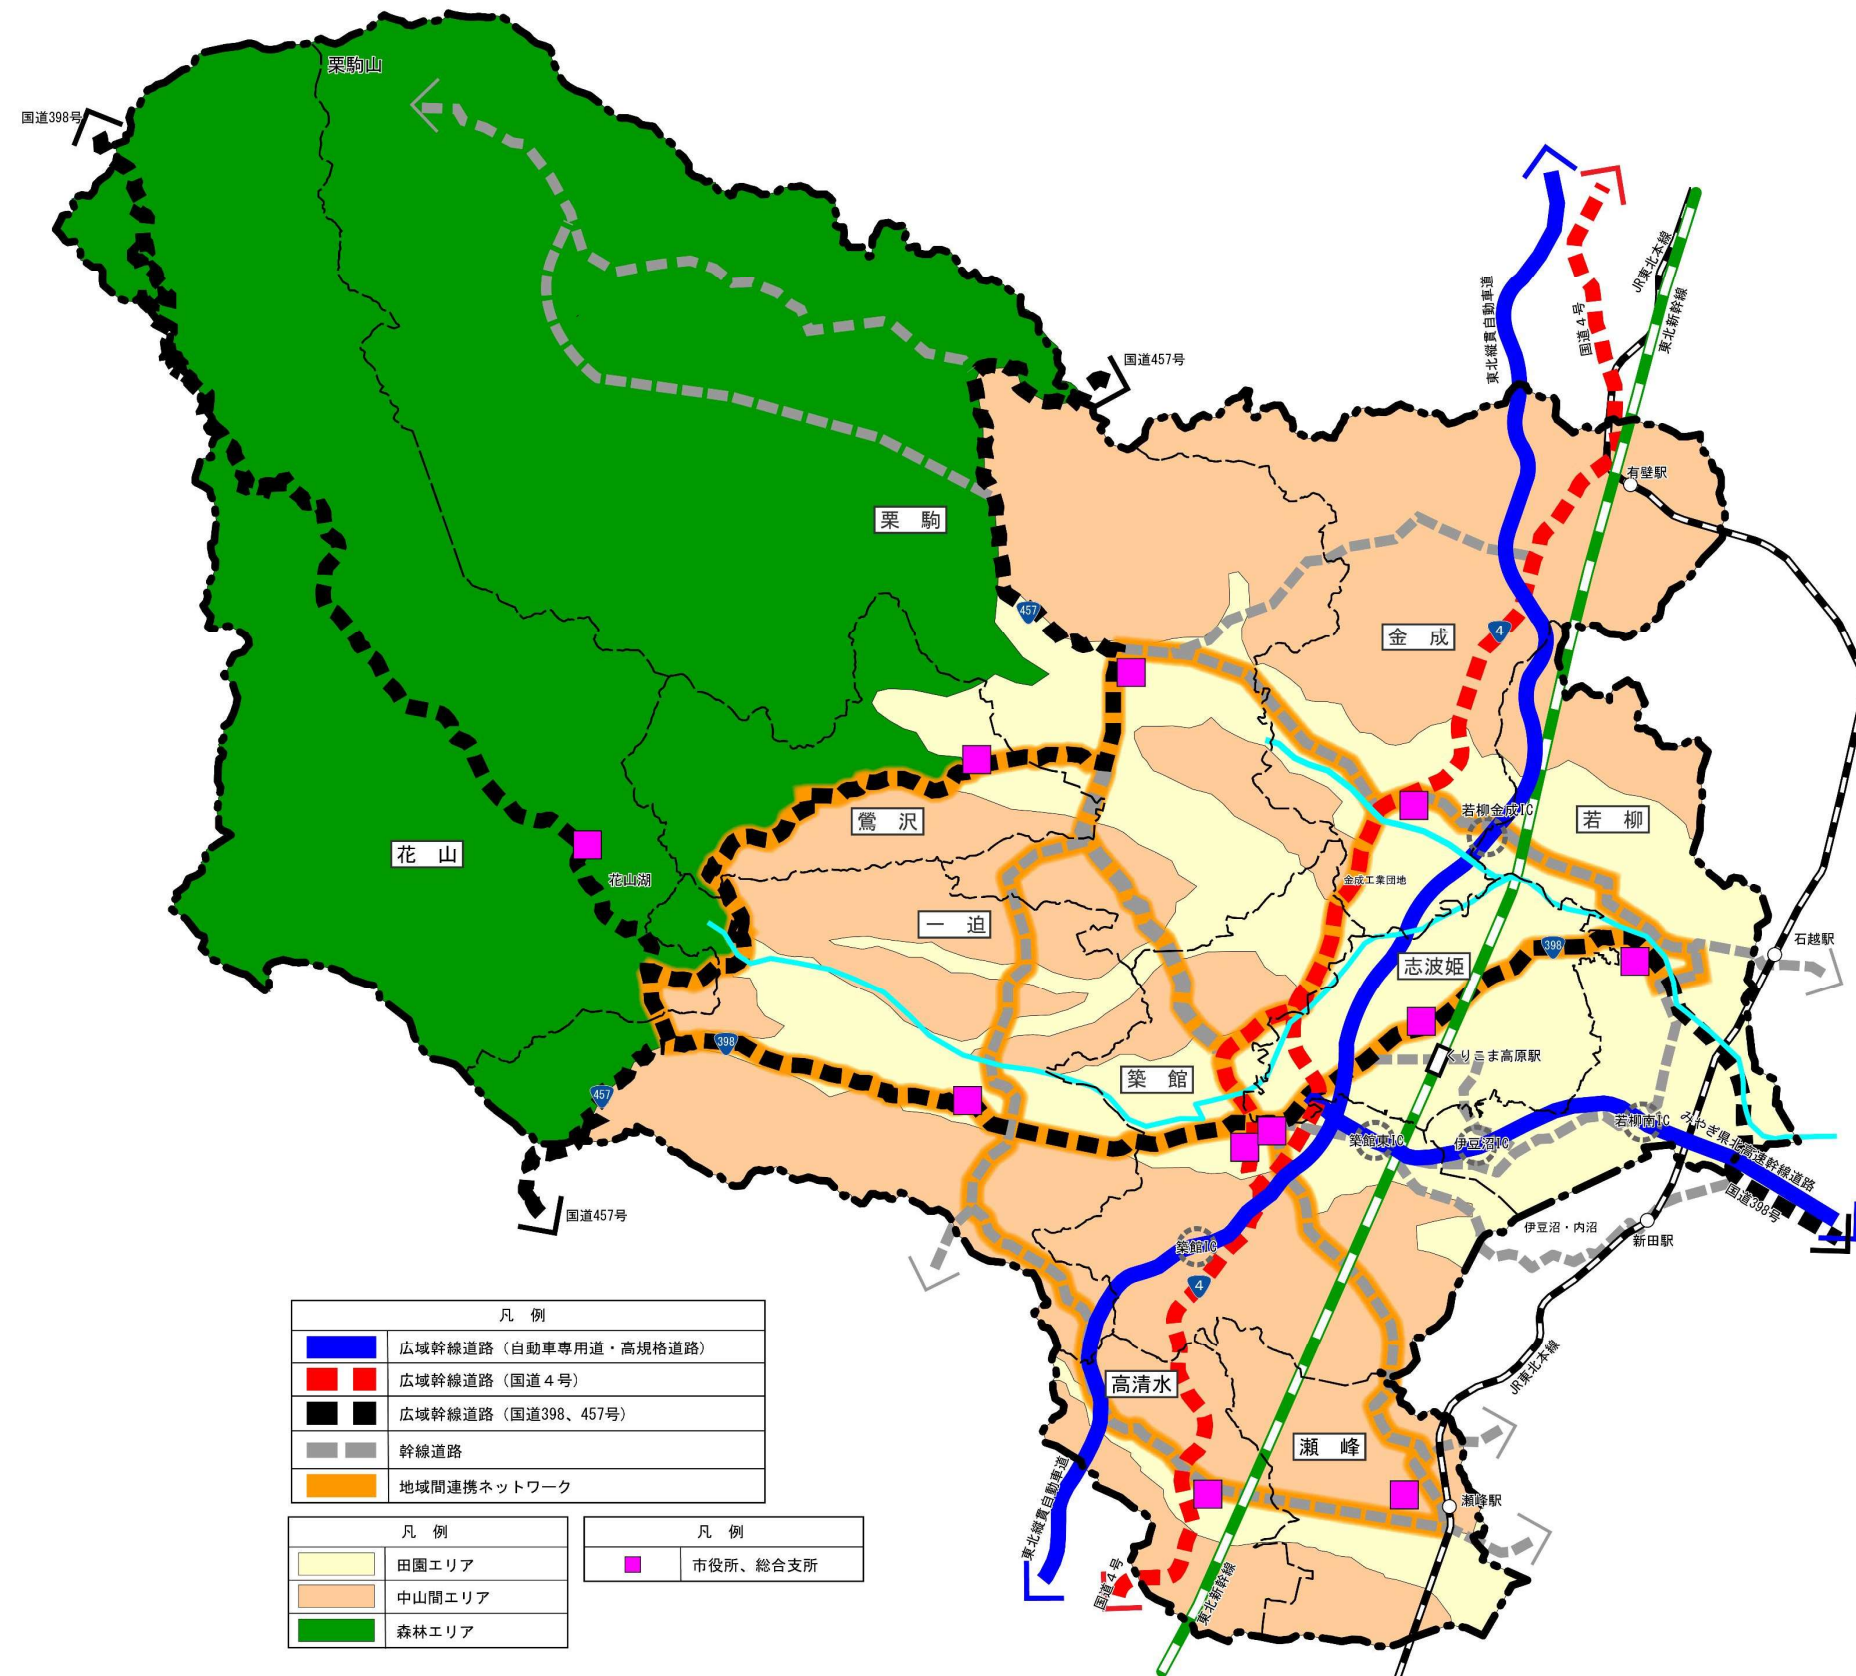 栗駒山
国道398号
国道457号
東北縦貫自動車道
国道４号
JR東北本線
東北新幹線
有壁駅
栗　駒
457
金　成
4
若柳金成IC
若　柳
鶯　沢
花　山
花山湖
金成工業団地
一　迫
398
石越駅
志波姫
398
くりこま高原駅
築　館
457
若柳南IC
みやぎ県北高速幹線道路
築館東IC
伊豆沼IC
国道398号
国道457号
伊豆沼・内沼
新田駅
築館IC
4
JR東北本線
高清水
瀬　峰
瀬峰駅
東北縦貫自動車道
国道４号
東北新幹線
凡　例
広域幹線道路（自動車専用道・高規格道路）
広域幹線道路（国道４号）
広域幹線道路（国道398、457号）
幹線道路
地域間連携ネットワーク
凡　例
田園エリア
中山間エリア
森林エリア
凡　例
市役所、総合支所